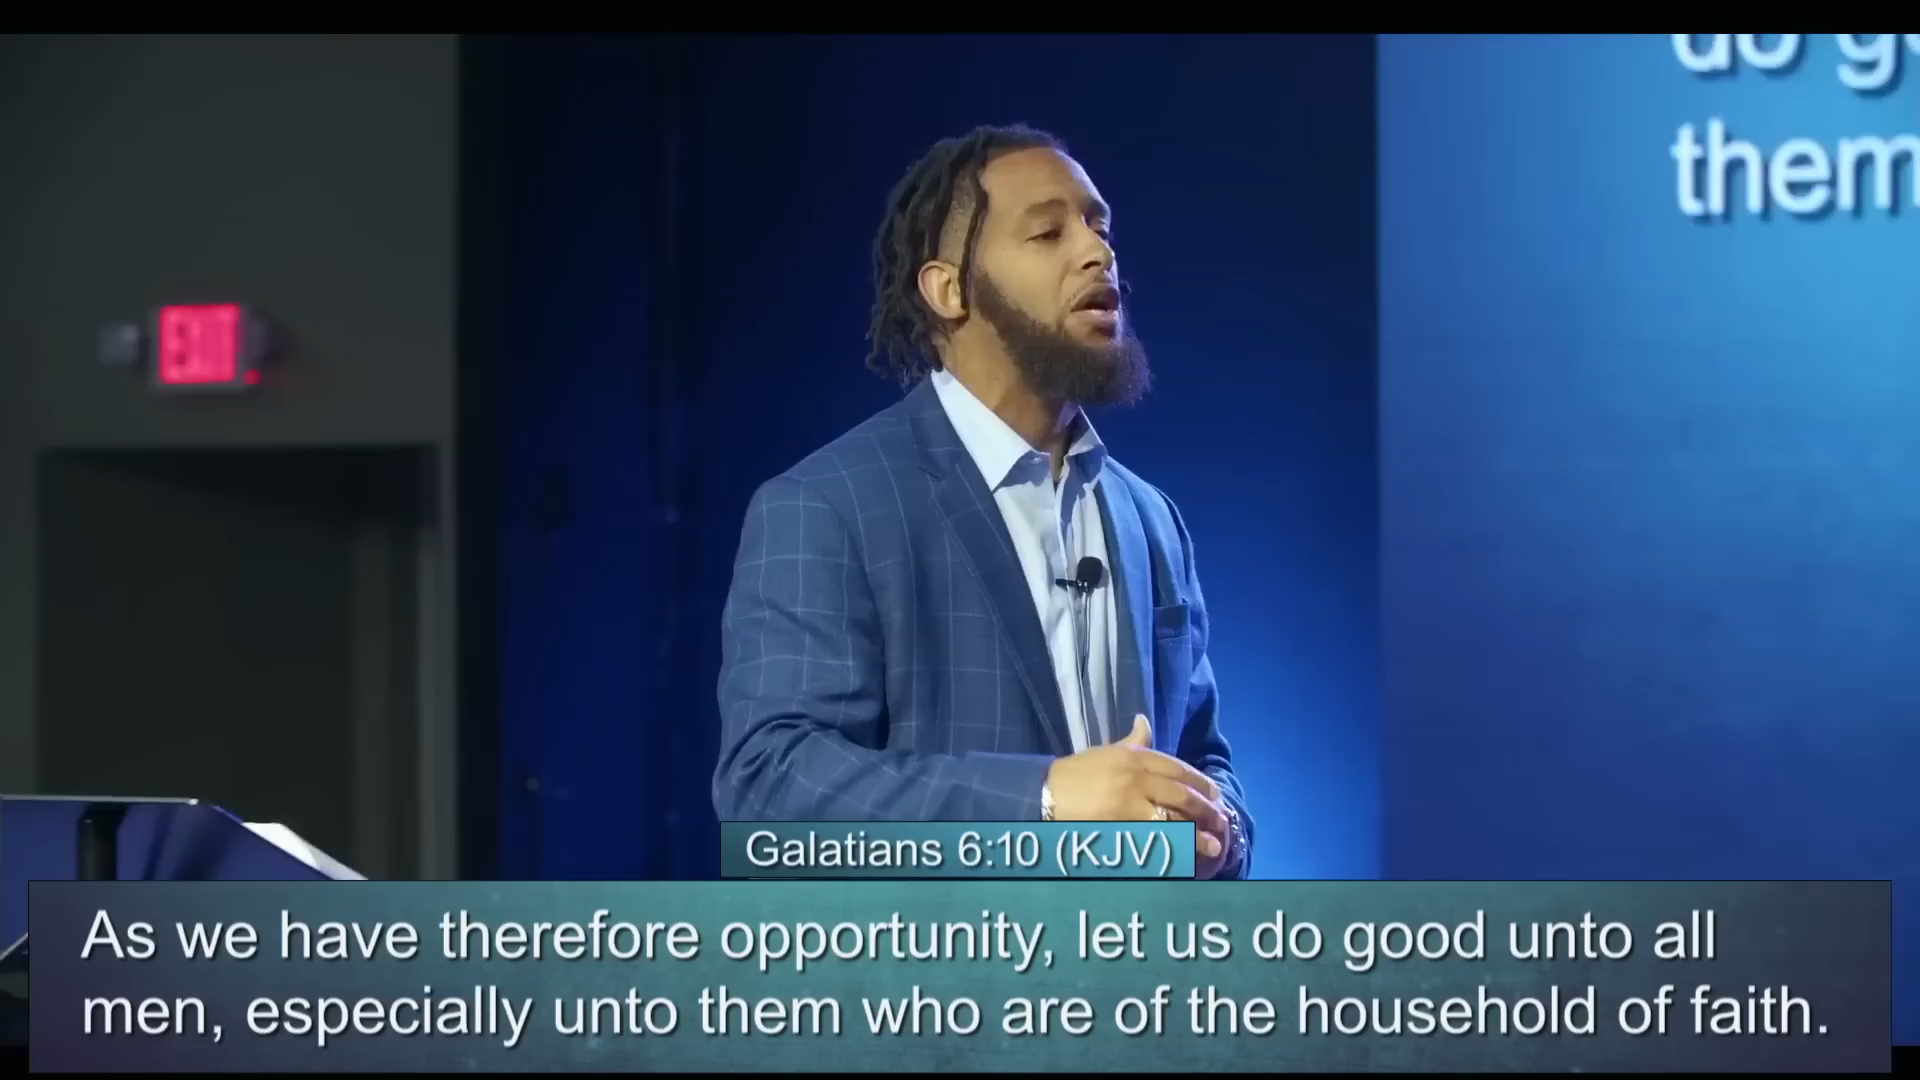 do
them
EXIT
Galatians 6:10 (KJV)
As we have therefore opportunity, let us do good unto all
men, especially unto them who are of the household of faith.